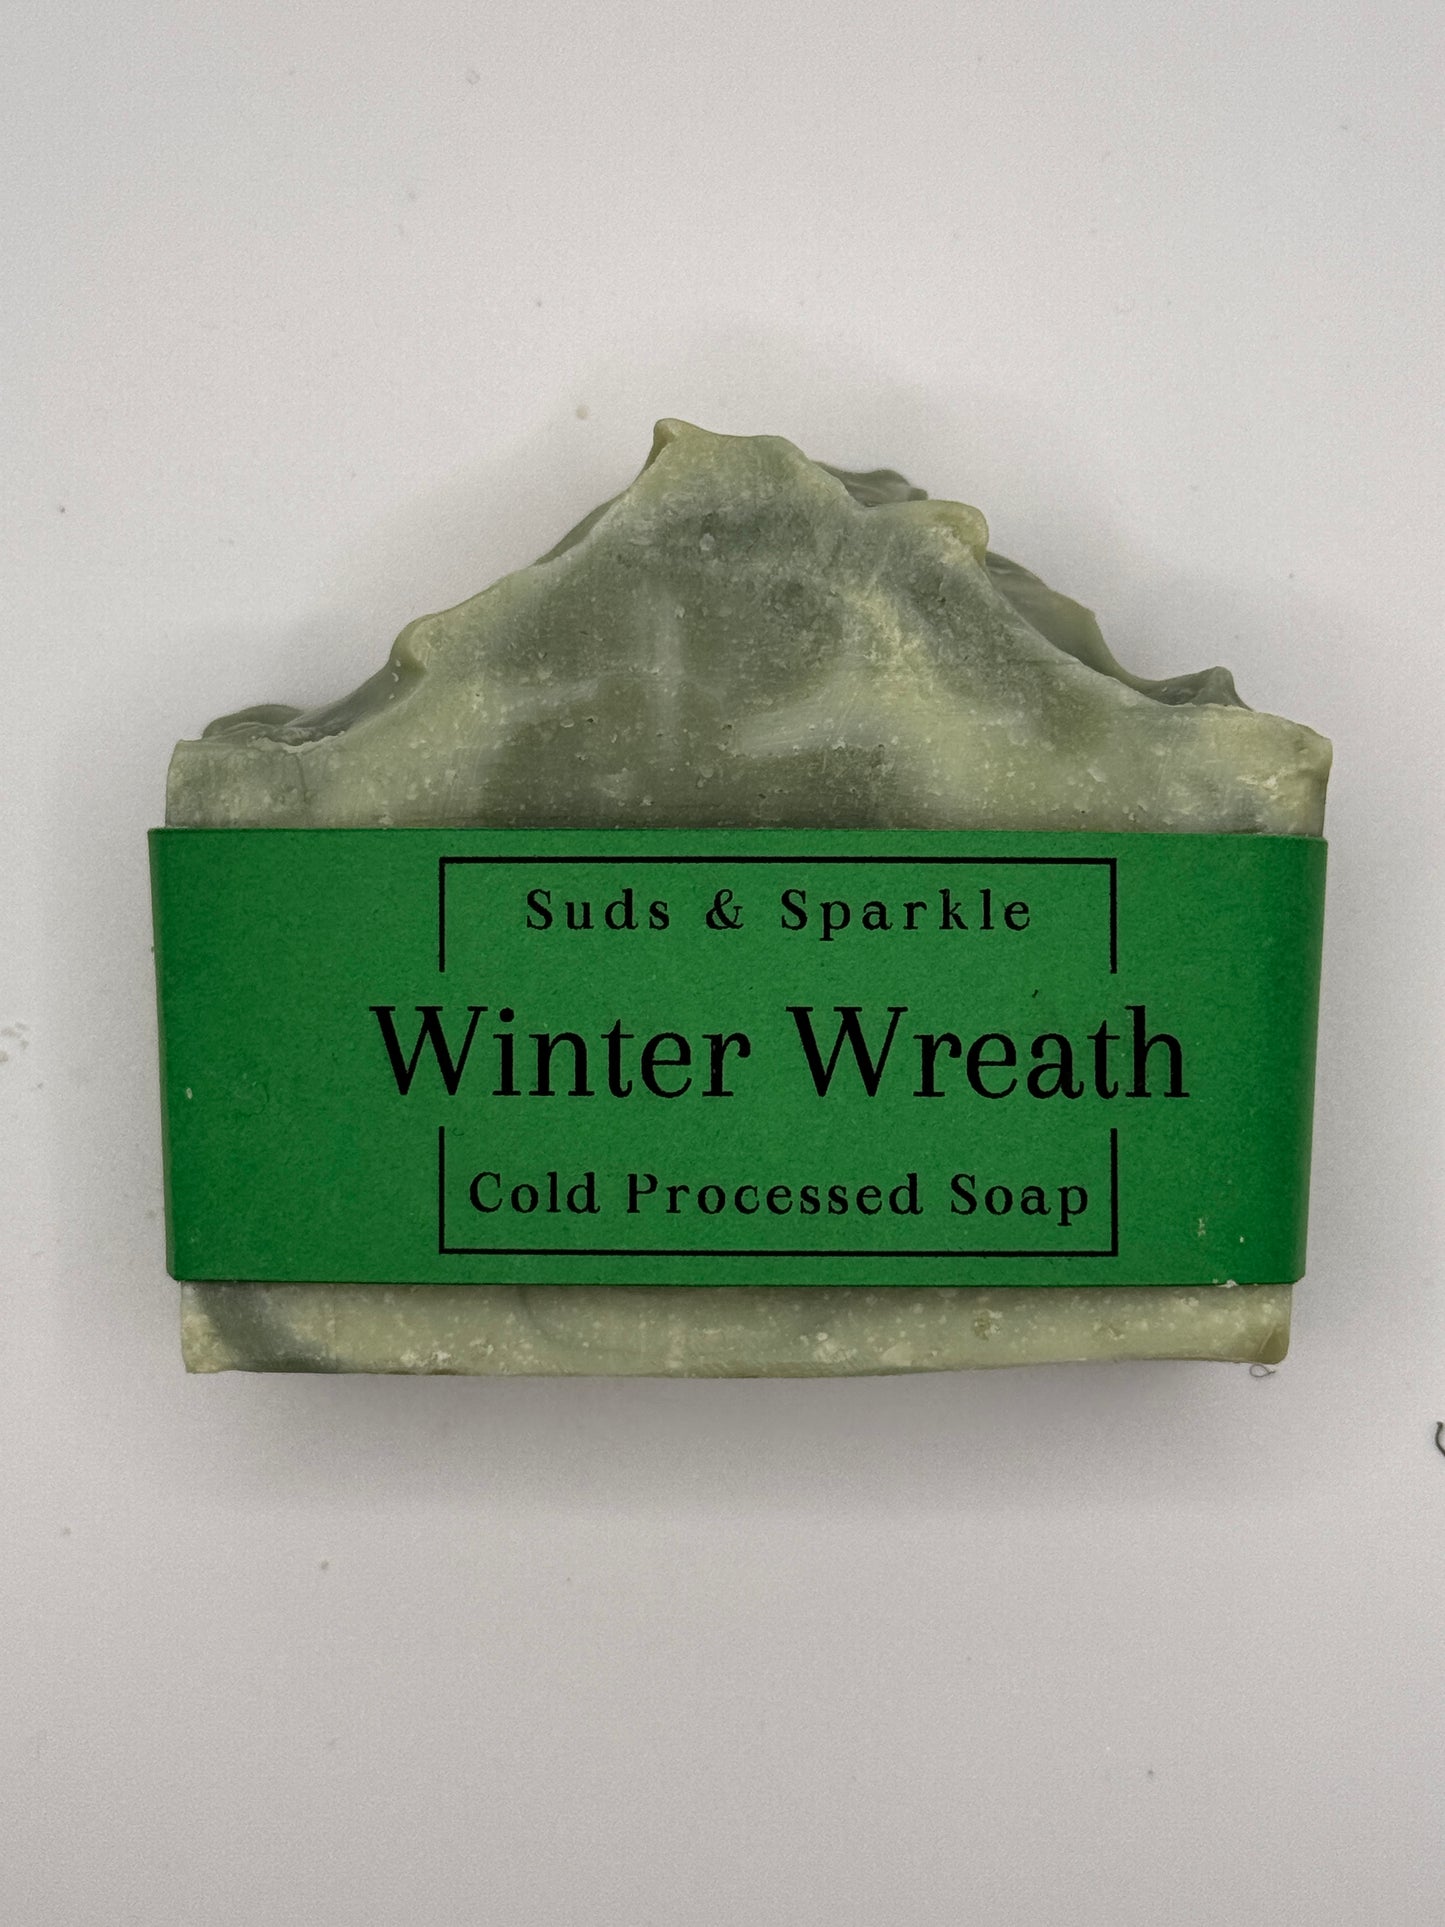 Suds & Sparkle
Winter Wreath
Cold Processed Soap